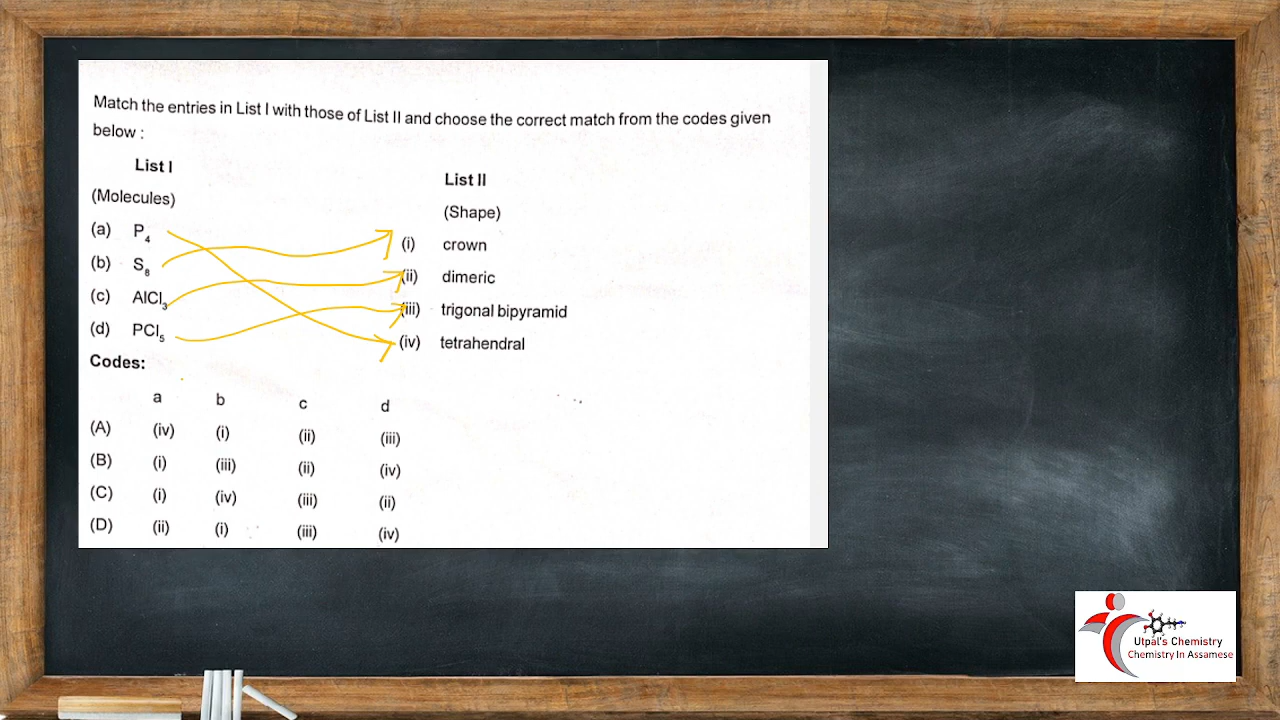 Match the entries in List I with those of List II and choose the correct match from the codes given
below :
List I
List II
(Molecules)
(Shape)
(a) P₄
(i) crown
(b) S₈
(ii) dimeric
(c) AlCl₃
(iii) trigonal bipyramid
(d) PCl₅
(iv) tetrahendral
Codes:
a b c d
(A) (iv) (i) (ii) (iii)
(B) (i) (iii) (ii) (iv)
(C) (i) (iv) (iii) (ii)
(D) (ii) (i) (iii) (iv)
Utpal's Chemistry
Chemistry In Assamese